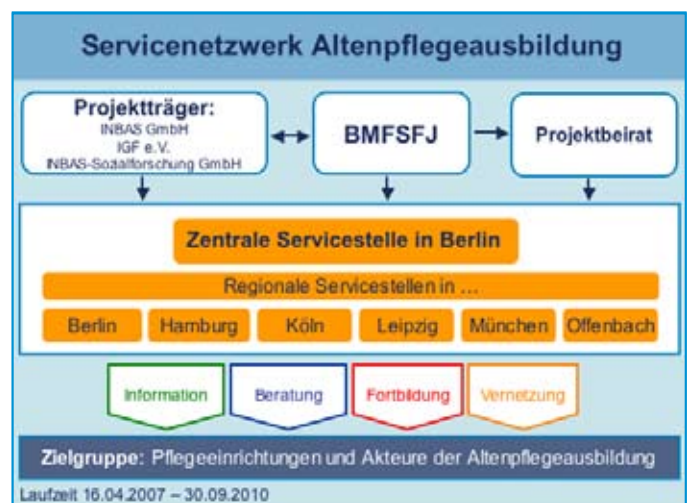 Servicenetzwerk Altenpflegeausbildung
Projektträger:
INBAS GmbH
IGF e.V.
INBAS-Sozialforschung GmbH
BMFSFJ
Projektbeirat
Zentrale Servicestelle in Berlin
Regionale Servicestellen in ...
Berlin
Hamburg
Köln
Leipzig
München
Offenbach
Information
Beratung
Fortbildung
Vernetzung
Zielgruppe: Pflegeeinrichtungen und Akteure der Altenpflegeausbildung
Laufzeit 16.04.2007 – 30.09.2010